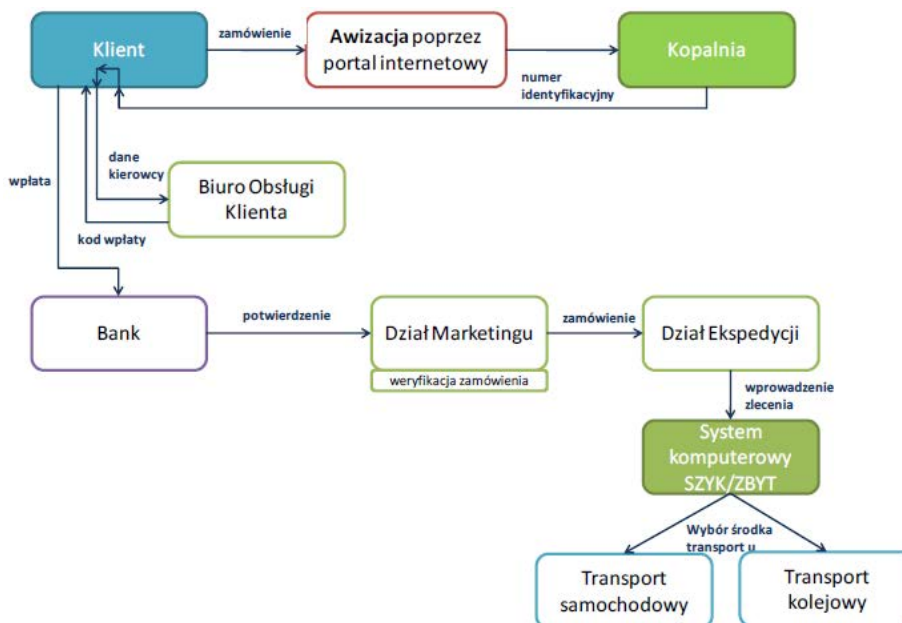 Klient
zamówienie
Awizacja poprzez
portal internetowy
Kopalnia
numer
identyfikacyjny
wpłata
dane
kierowcy
Biuro Obsługi
Klienta
kod wpłaty
Bank
potwierdzenie
Dział Marketingu
weryfikacja zamówienia
zamówienie
Dział Ekspedycji
wprowadzenie
zlecenia
System
komputerowy
SZYK/ZBYT
Wybór środka
transport u
Transport
samochodowy
Transport
kolejowy